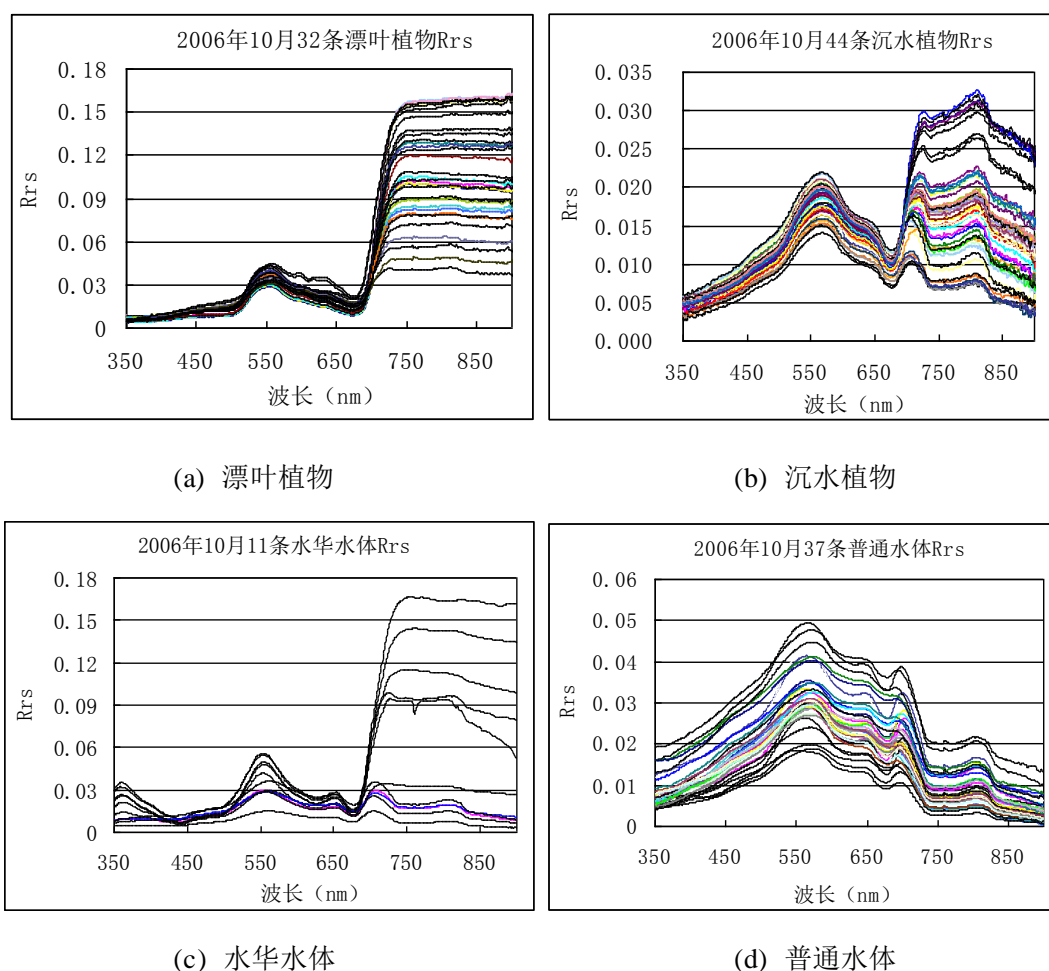 2006年10月32条漂叶植物Rrs
0.18
0.15
0.12
0.09
0.06
0.03
0
Rrs
350 450 550 650 750 850
波长（nm）
(a) 漂叶植物
2006年10月44条沉水植物Rrs
0.035
0.030
0.025
0.020
0.015
0.010
0.005
0.000
Rrs
350 450 550 650 750 850
波长（nm）
(b) 沉水植物
2006年10月11条水华水体Rrs
0.18
0.15
0.12
0.09
0.06
0.03
0
Rrs
350 450 550 650 750 850
波长（nm）
(c) 水华水体
2006年10月37条普通水体Rrs
0.06
0.05
0.04
0.03
0.02
0.01
0
Rrs
350 450 550 650 750 850
波长（nm）
(d) 普通水体